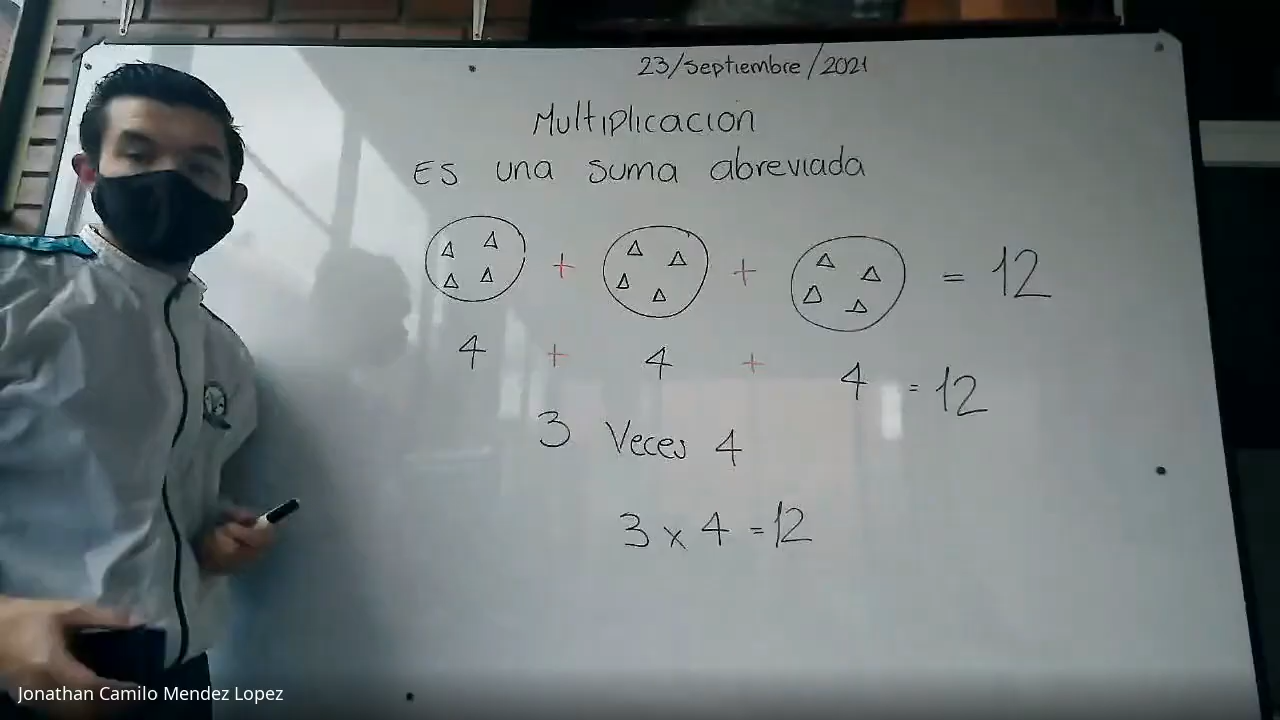 23/Septiembre/2021
Multiplicación
Es una suma abreviada
+ + = 12
4 + 4 + 4 = 12
3 Veces 4
3 x 4 = 12
Jonathan Camilo Mendez Lopez